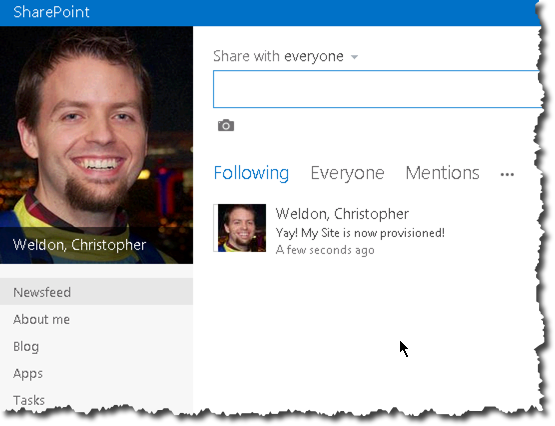 SharePoint
Share with everyone
Following Everyone Mentions ...
Weldon, Christopher
Yay! My Site is now provisioned!
A few seconds ago
Weldon, Christopher
Newsfeed
About me
Blog
Apps
Tasks